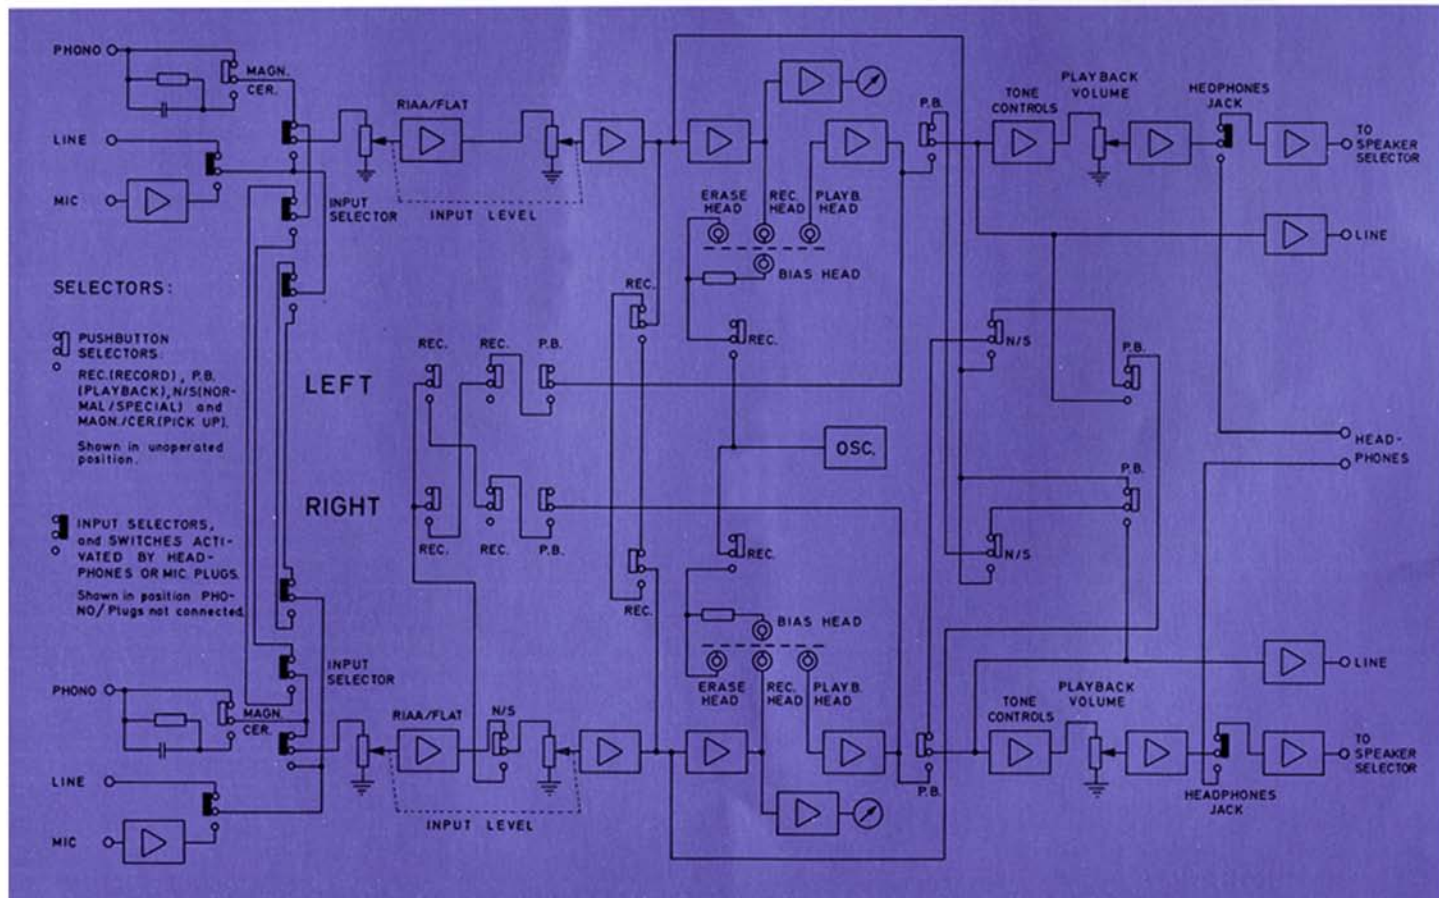 PHONO
MAGN.
CER.
LINE
MIC
INPUT
SELECTOR
RIAA/FLAT
INPUT LEVEL
ERASE
HEAD
REC.
HEAD
PLAYB.
HEAD
BIAS HEAD
P.B.
TONE
CONTROLS
PLAYBACK
VOLUME
HEDPHONES
JACK
TO
SPEAKER
SELECTOR
LINE
SELECTORS:
PUSHBUTTON
SELECTORS:
REC.(RECORD), P.B.
(PLAYBACK), N/S(NOR-
MAL/SPECIAL) and
MAGN./CER.(PICK UP).
Shown in unoperated
position.
INPUT SELECTORS,
and SWITCHES ACTI-
VATED BY HEAD-
PHONES OR MIC. PLUGS.
Shown in position PHO-
NO/Plugs not connected.
LEFT
RIGHT
REC.
REC.
P.B.
REC.
REC.
P.B.
REC.
REC.
REC.
REC.
OSC.
N/S
P.B.
P.B.
N/S
HEAD-
PHONES
BIAS HEAD
ERASE
HEAD
REC.
HEAD
PLAYB.
HEAD
INPUT
SELECTOR
PHONO
MAGN.
CER.
LINE
MIC
RIAA/FLAT
N/S
INPUT LEVEL
P.B.
TONE
CONTROLS
PLAYBACK
VOLUME
LINE
TO
SPEAKER
SELECTOR
HEADPHONES
JACK